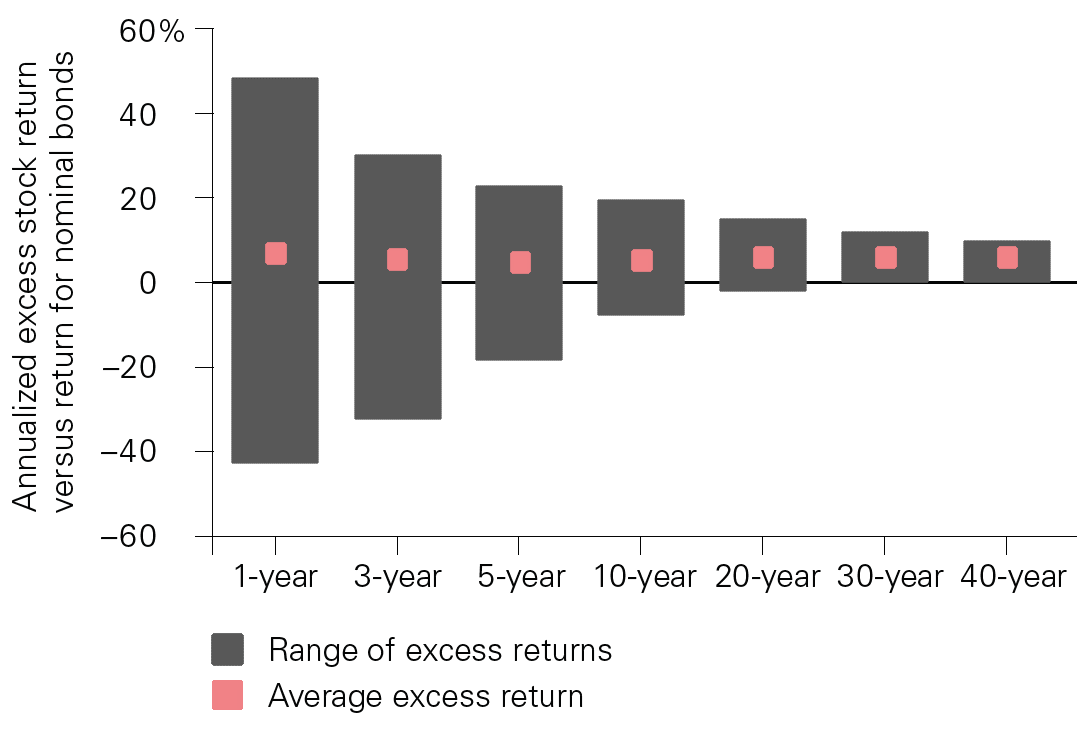 Annualized excess stock return
versus return for nominal bonds
60%
40
20
0
–20
–40
–60
1-year 3-year 5-year 10-year 20-year 30-year 40-year
Range of excess returns
Average excess return